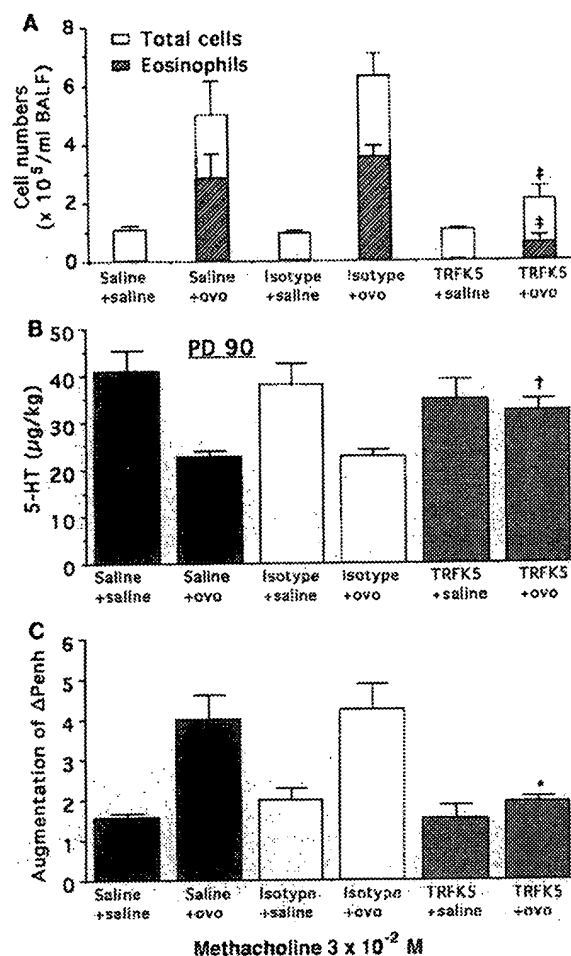 A
Total cells
Eosinophils
Cell numbers
(x 10⁵/ml BALF)
8
6
4
2
0
Saline +saline
Saline +ovo
Isotype +saline
Isotype +ovo
TRFK5 +saline
TRFK5 +ovo
‡
‡
B
PD 90
5-HT (µg/kg)
50
40
30
20
10
0
Saline +saline
Saline +ovo
Isotype +saline
Isotype +ovo
TRFK5 +saline
TRFK5 +ovo
†
C
Augmentation of ΔPenh
6
5
4
3
2
1
0
Saline +saline
Saline +ovo
Isotype +saline
Isotype +ovo
TRFK5 +saline
TRFK5 +ovo
*
Methacholine 3 x 10⁻² M